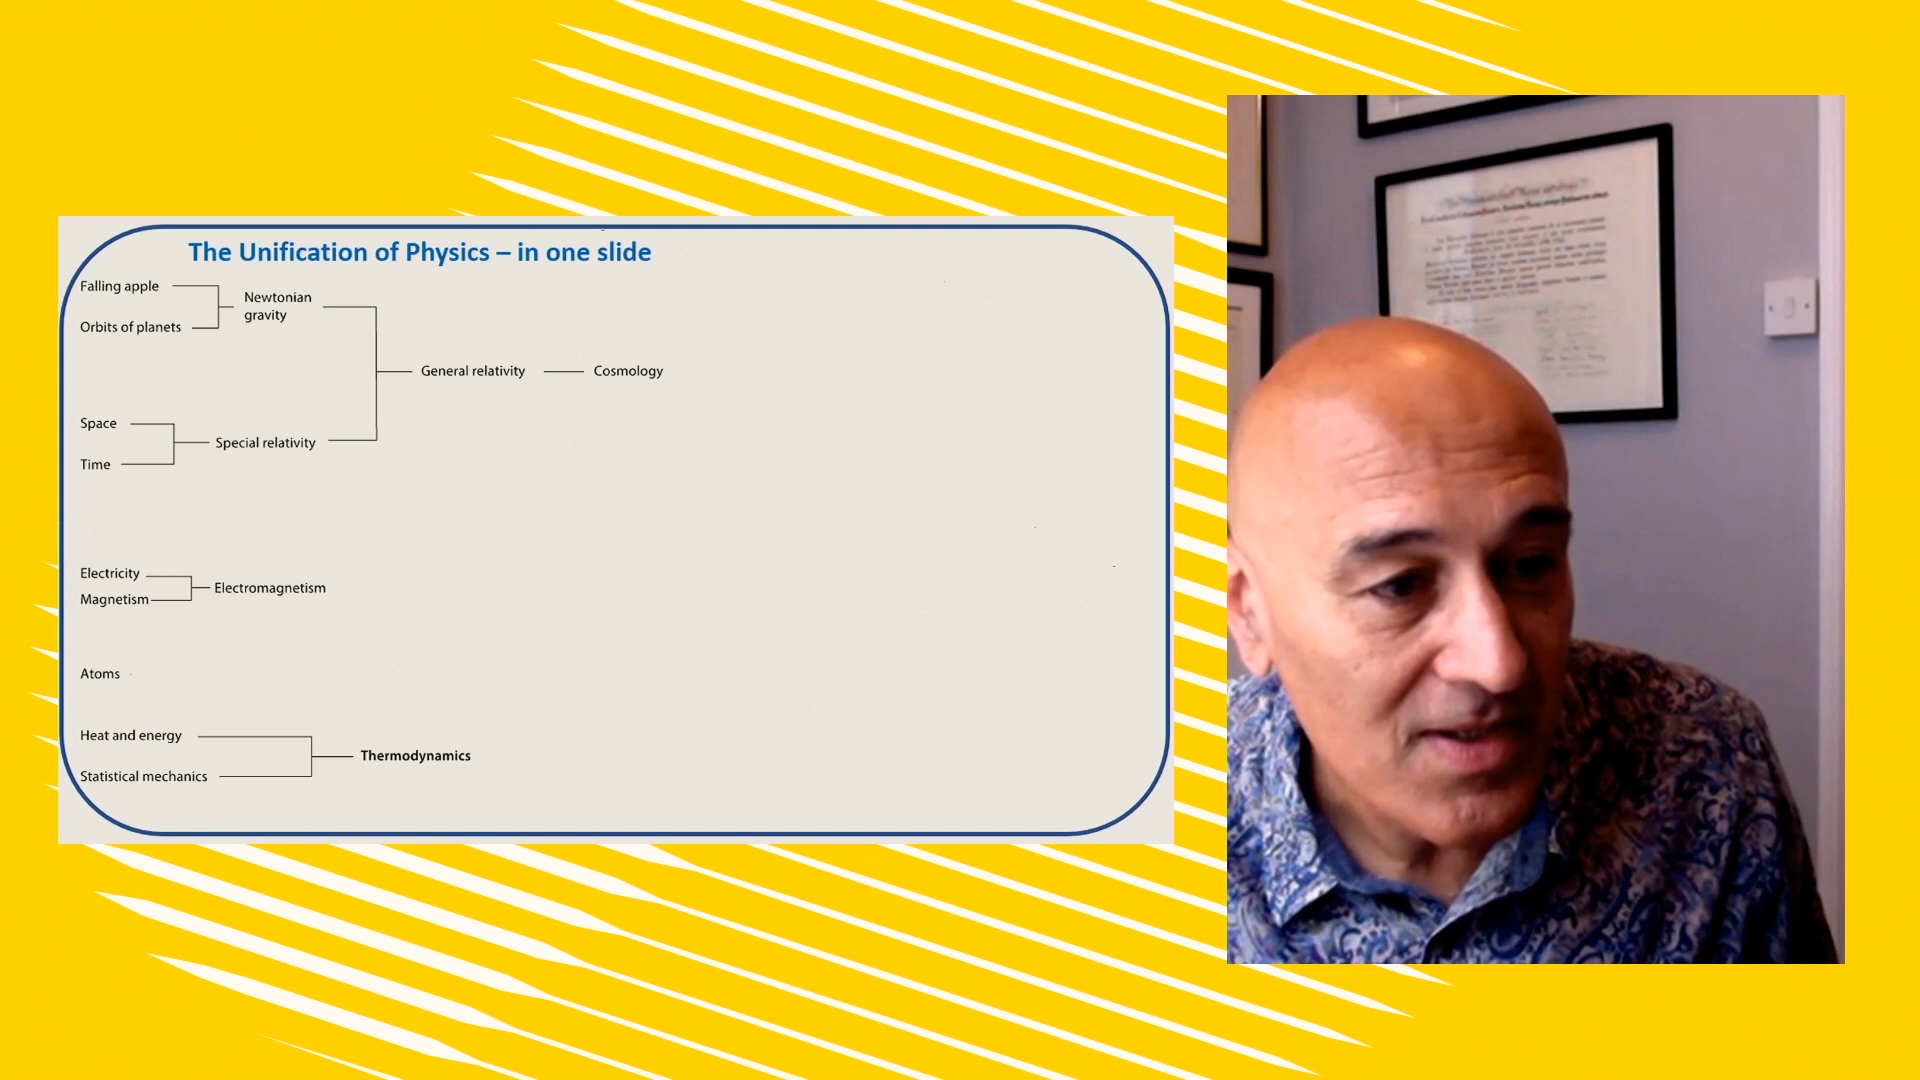 The Unification of Physics – in one slide
Falling apple
Newtonian
gravity
Orbits of planets
General relativity
Cosmology
Space
Special relativity
Time
Electricity
Electromagnetism
Magnetism
Atoms
Heat and energy
Thermodynamics
Statistical mechanics